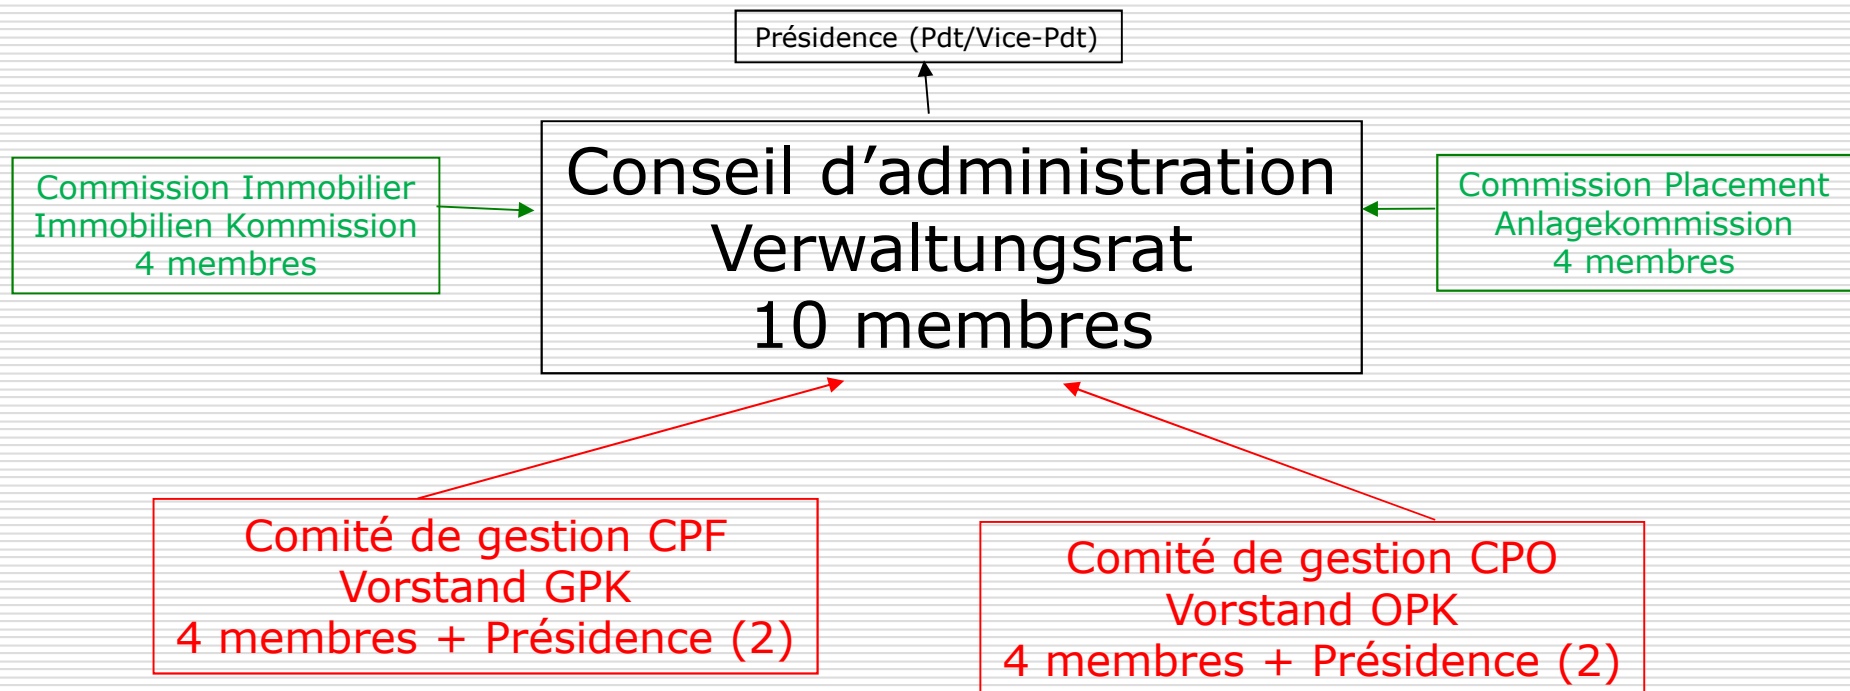 Présidence (Pdt/Vice-Pdt)
Conseil d’administration
Verwaltungsrat
10 membres
Commission Immobilier
Immobilien Kommission
4 membres
Commission Placement
Anlagekommission
4 membres
Comité de gestion CPF
Vorstand GPK
4 membres + Présidence (2)
Comité de gestion CPO
Vorstand OPK
4 membres + Présidence (2)